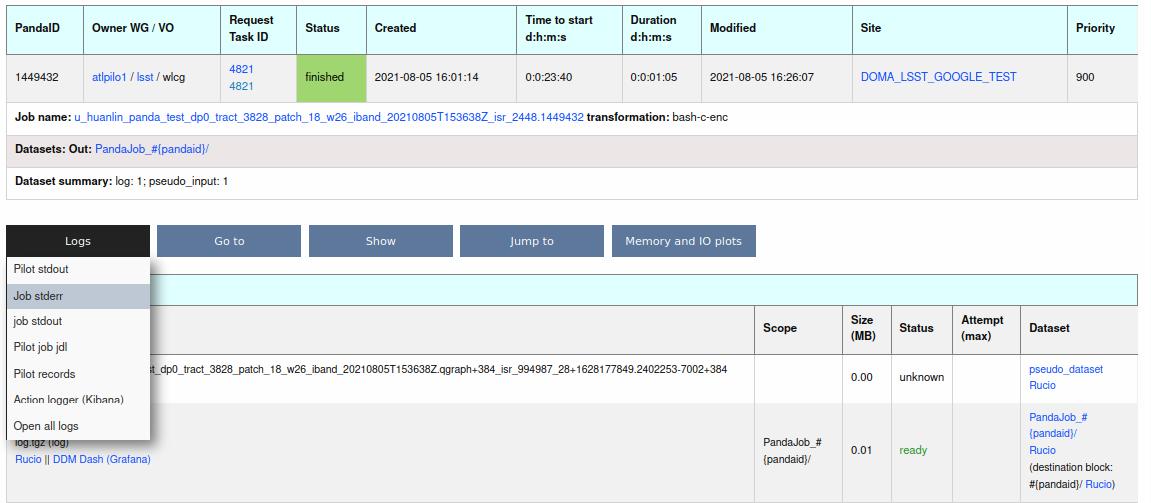 PandaID Owner WG / VO Request Task ID Status Created Time to start d:h:m:s Duration d:h:m:s Modified Site Priority
1449432 atlpilo1 / lsst / wlcg 4821 4821 finished 2021-08-05 16:01:14 0:0:23:40 0:0:01:05 2021-08-05 16:26:07 DOMA_LSST_GOOGLE_TEST 900
Job name: u_huanlin_panda_test_dp0_tract_3828_patch_18_w26_iband_20210805T153638Z_isr_2448.1449432 transformation: bash-c-enc
Datasets: Out: PandaJob_#{pandaid}/
Dataset summary: log: 1; pseudo_input: 1
Logs Go to Show Jump to Memory and IO plots
Pilot stdout
Job stderr
job stdout
Pilot job jdl
Pilot records
Action logger (Kibana)
Open all logs
Scope Size (MB) Status Attempt (max) Dataset
st_dp0_tract_3828_patch_18_w26_iband_20210805T153638Z.qgraph+384_isr_994987_28+1628177849.2402253-7002+384
0.00 unknown pseudo_dataset
Rucio
log.tgz (log)
Rucio || DDM Dash (Grafana)
PandaJob_#
{pandaid}/
0.01 ready
PandaJob_#
{pandaid}/
Rucio
(destination block:
#{pandaid}/ Rucio)